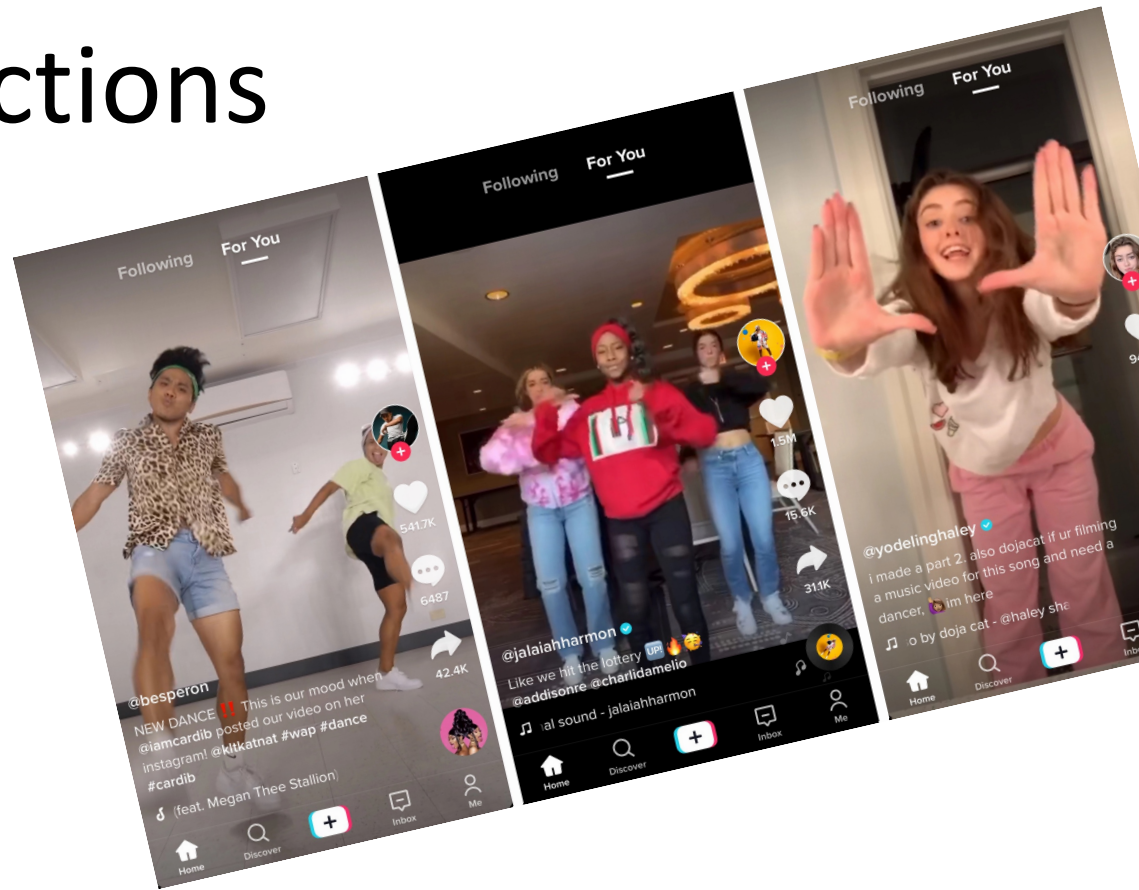 ctions
Following For You
541.7K
6487
42.4K
@besperon
NEW DANCE ‼️ This is our mood when
@iamcardib posted our video on her
instagram! @kitkatnat #wap #dance
#cardib
(feat. Megan Thee Stallion)
Home Discover Inbox Me
Following For You
1.5M
15.6K
31.1K
@jalaiahharmon
Like we hit the lottery 🆙🔥🥳
@addisonre @charlidamelio
al sound - jalaiahharmon
Home Discover Inbox Me
Following For You
@yodelinghaley
i made a part 2. also dojacat if ur filming
a music video for this song and need a
dancer, 🙋🏾‍♀️im here
o by doja cat - @haley sha
Home Discover